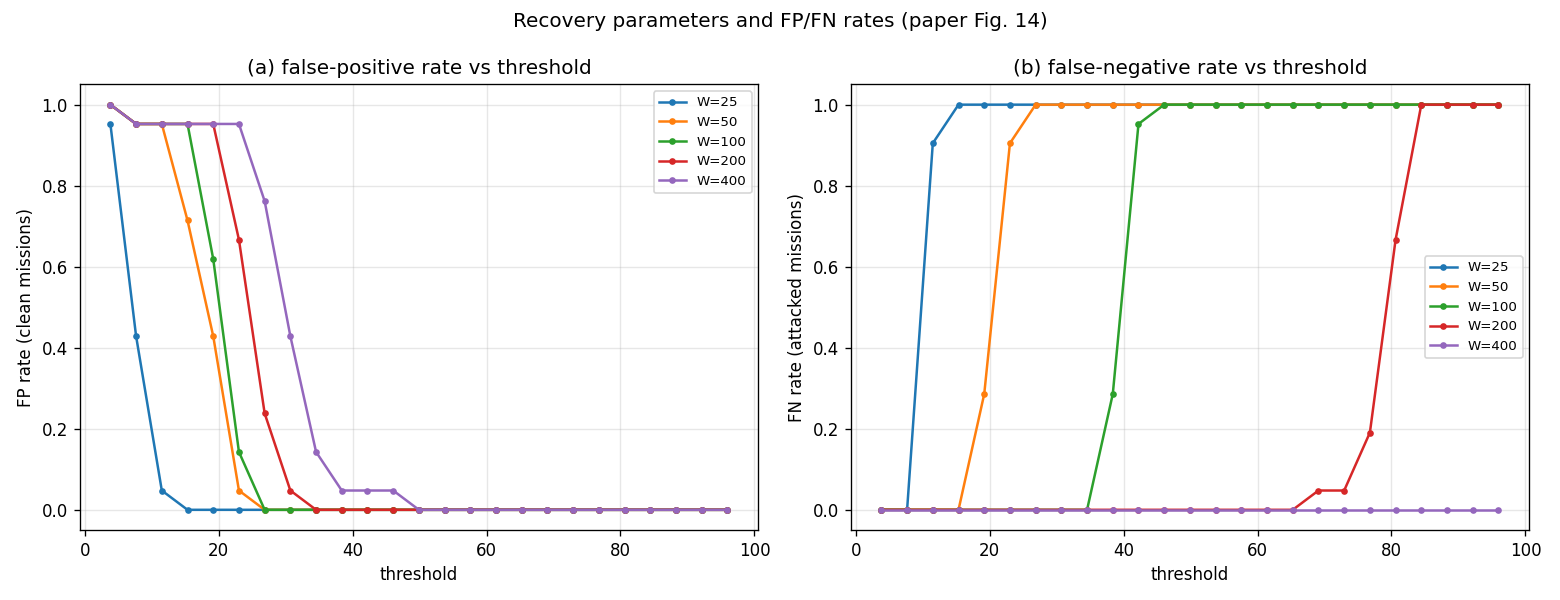 Recovery parameters and FP/FN rates (paper Fig. 14)
(a) false-positive rate vs threshold
FP rate (clean missions)
1.0
0.8
0.6
0.4
0.2
0.0
0
20
40
60
80
100
threshold
W=25
W=50
W=100
W=200
W=400
(b) false-negative rate vs threshold
FN rate (attacked missions)
1.0
0.8
0.6
0.4
0.2
0.0
0
20
40
60
80
100
threshold
W=25
W=50
W=100
W=200
W=400